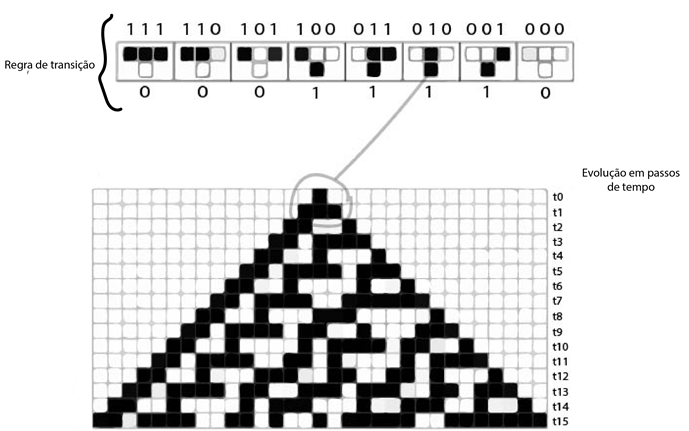 111 110 101 100 011 010 001 000
Regra de transição
0 0 0 1 1 1 1 0
Evolução em passos
de tempo
t0
t1
t2
t3
t4
t5
t6
t7
t8
t9
t10
t11
t12
t13
t14
t15